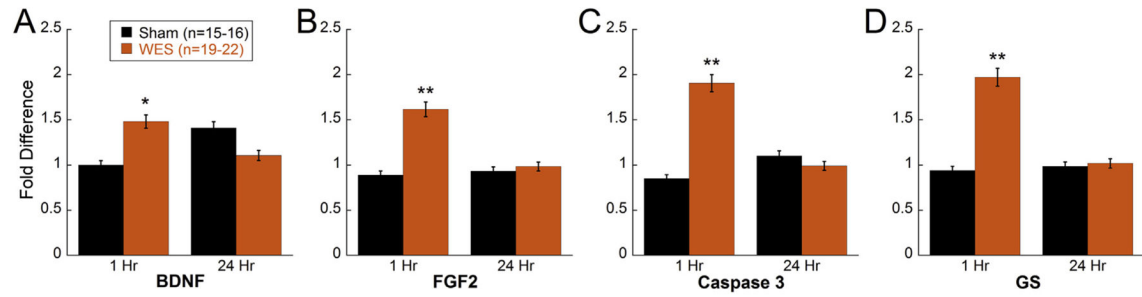 A
B
C
D
Sham (n=15-16)
WES (n=19-22)
Fold Difference
2.5
2
1.5
1
0.5
0
*
1 Hr
24 Hr
BDNF
2.5
2
1.5
1
0.5
0
**
1 Hr
24 Hr
FGF2
2.5
2
1.5
1
0.5
0
**
1 Hr
24 Hr
Caspase 3
2.5
2
1.5
1
0.5
0
**
1 Hr
24 Hr
GS